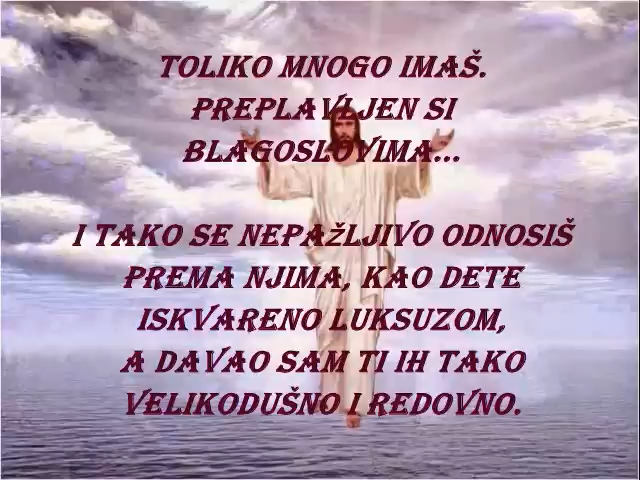 TOLIKO MNOGO IMAŠ.
PREPLAVLJEN SI
BLAGOSLOVIMA...
I TAKO SE NEPAŽLJIVO ODNOSIŠ
PREMA NJIMA, KAO DETE
ISKVARENO LUKSUZOM,
A DAVAO SAM TI IH TAKO
VELIKODUŠNO I REDOVNO.